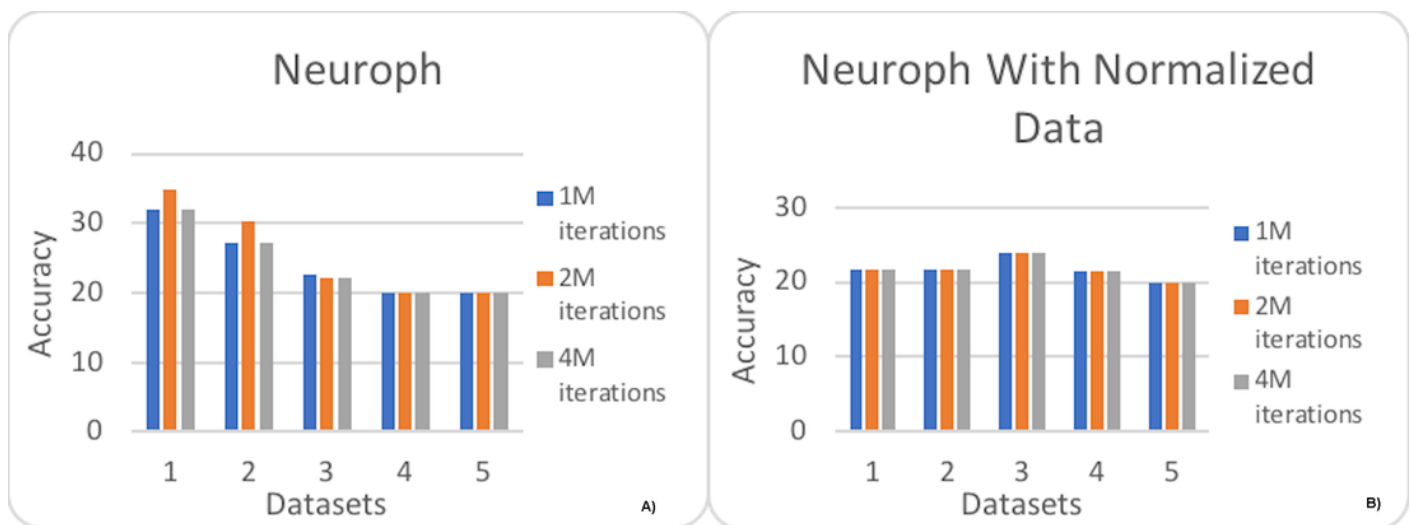 Neuroph
40
30
20
10
0
Accuracy
1 2 3 4 5
Datasets
1M
iterations
2M
iterations
4M
iterations
A)
Neuroph With Normalized
Data
30
20
10
0
Accuracy
1 2 3 4 5
Datasets
1M
iterations
2M
iterations
4M
iterations
B)